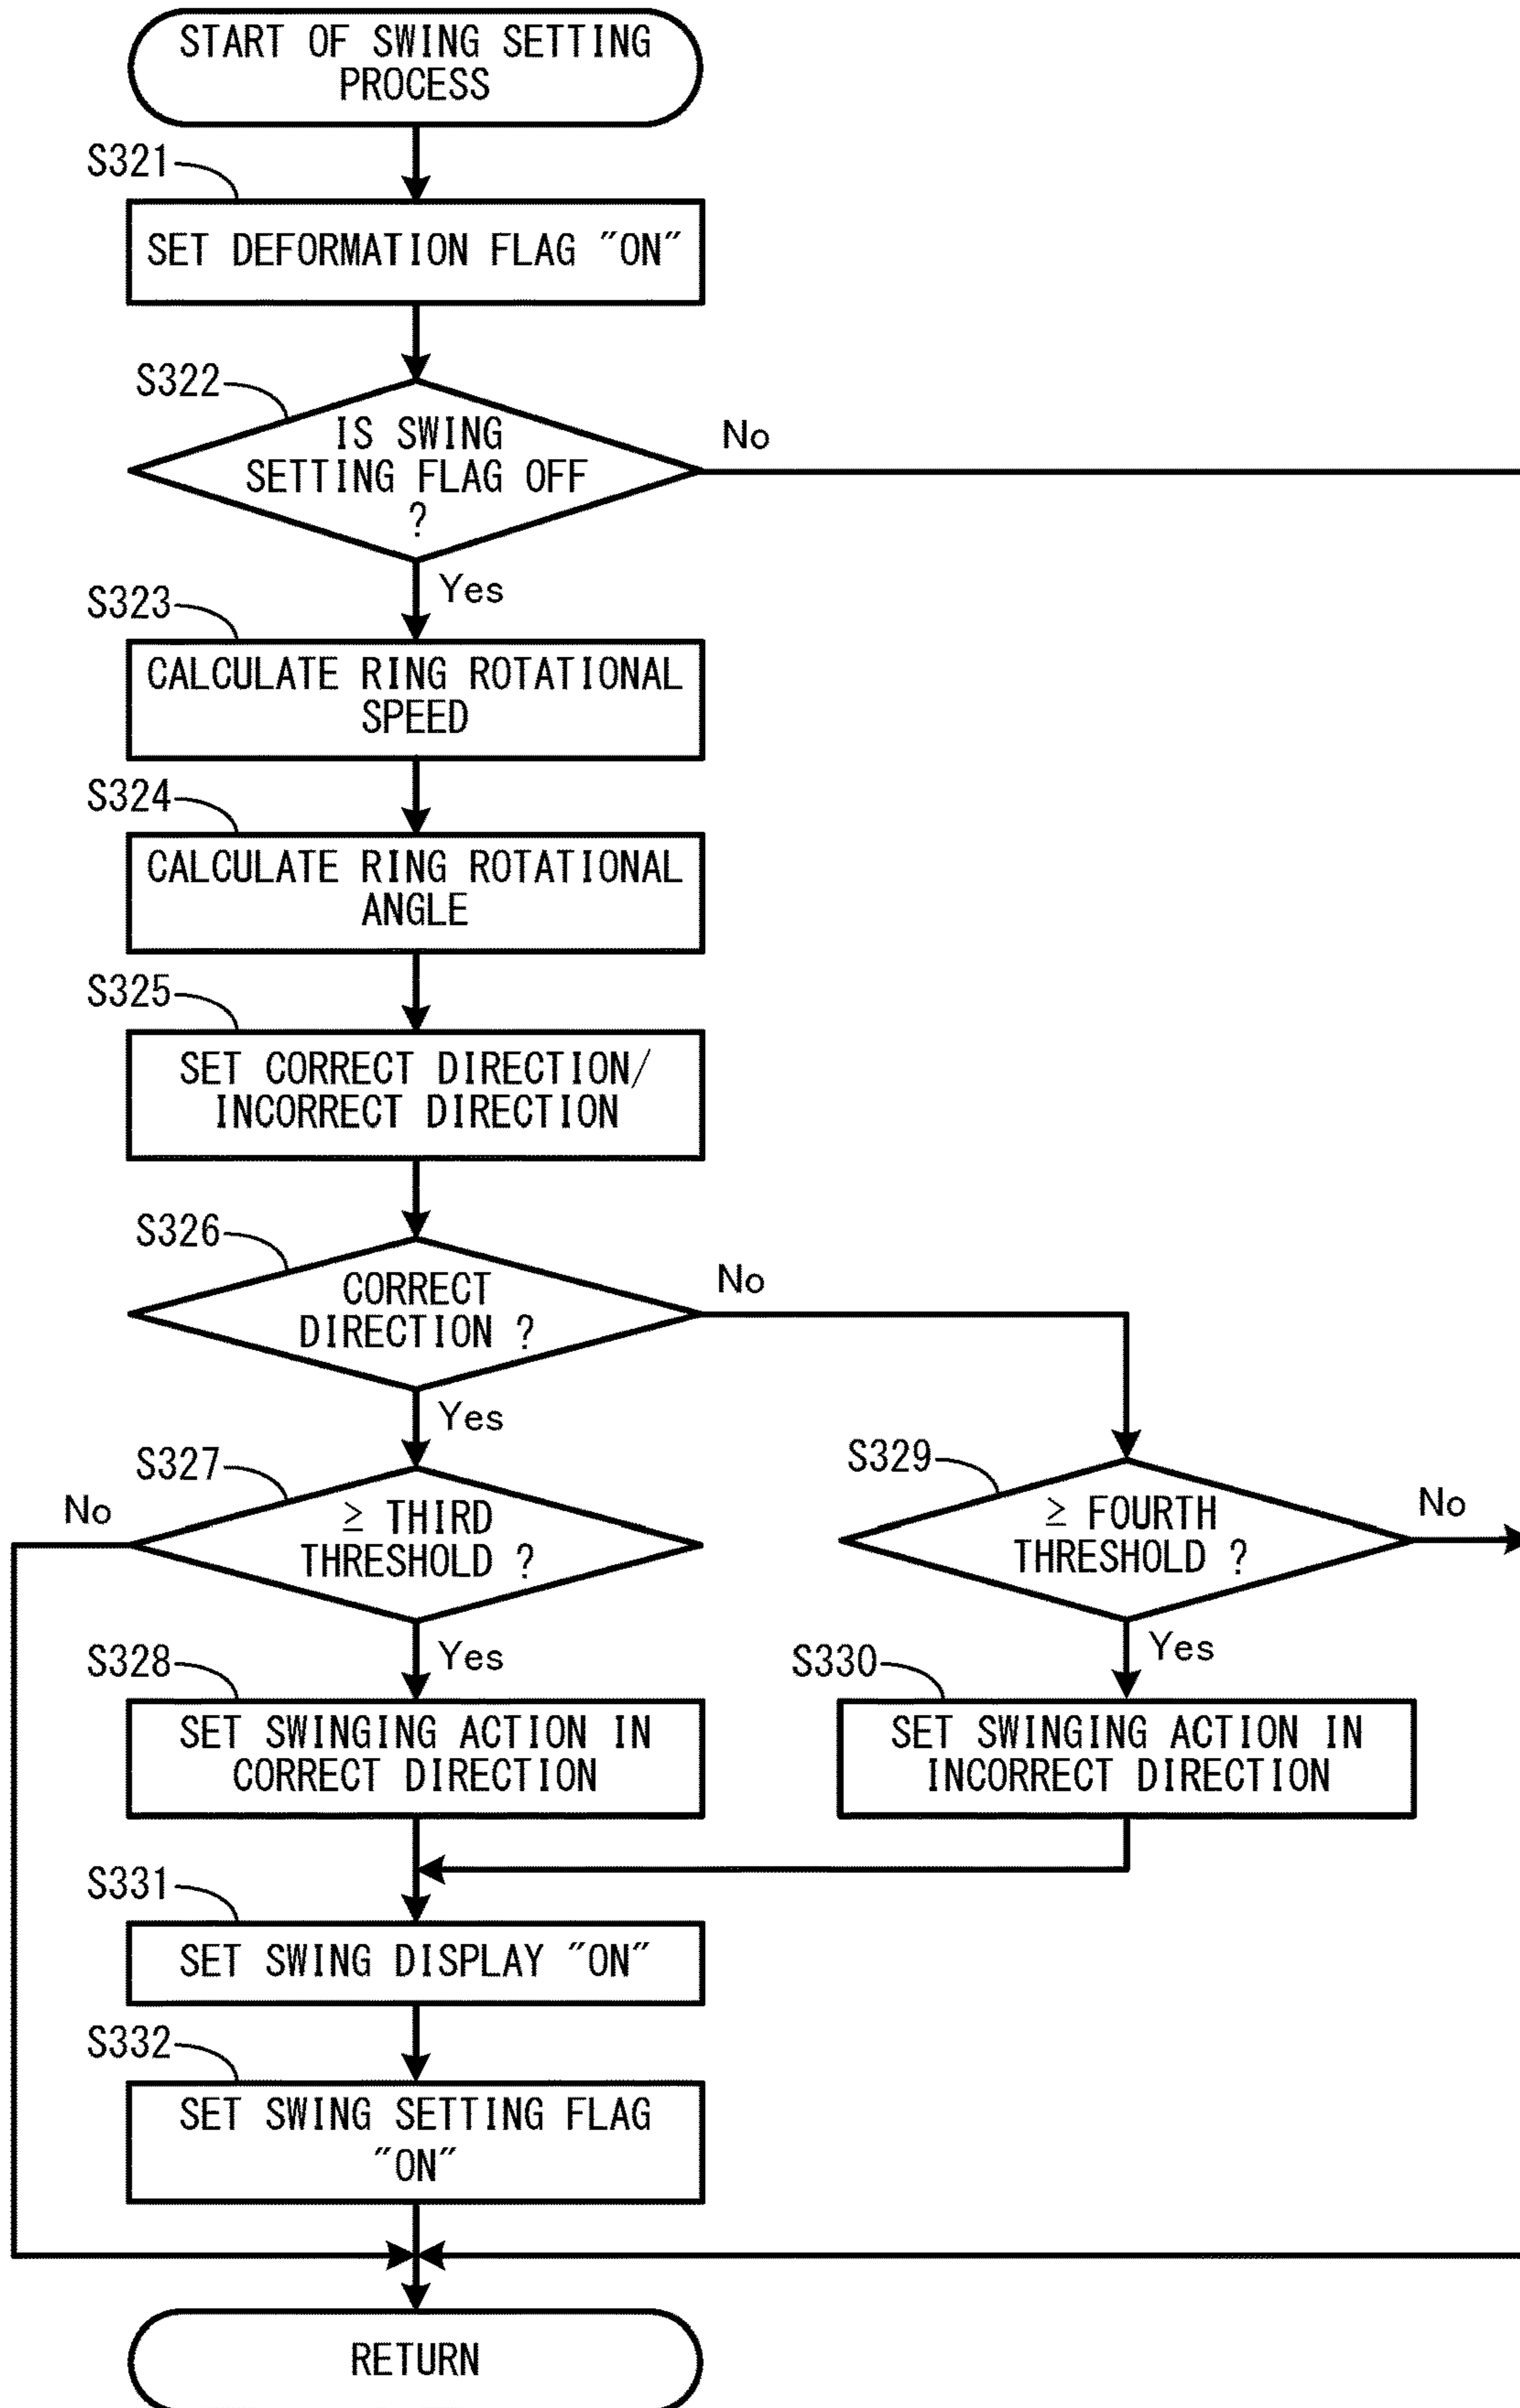 START OF SWING SETTING
PROCESS
S321
SET DEFORMATION FLAG "ON"
S322
IS SWING
SETTING FLAG OFF
?
No
Yes
S323
CALCULATE RING ROTATIONAL
SPEED
S324
CALCULATE RING ROTATIONAL
ANGLE
S325
SET CORRECT DIRECTION/
INCORRECT DIRECTION
S326
CORRECT
DIRECTION ?
No
Yes
S327
≥ THIRD
THRESHOLD ?
No
Yes
S329
≥ FOURTH
THRESHOLD ?
No
Yes
S328
SET SWINGING ACTION IN
CORRECT DIRECTION
S330
SET SWINGING ACTION IN
INCORRECT DIRECTION
S331
SET SWING DISPLAY "ON"
S332
SET SWING SETTING FLAG
"ON"
RETURN